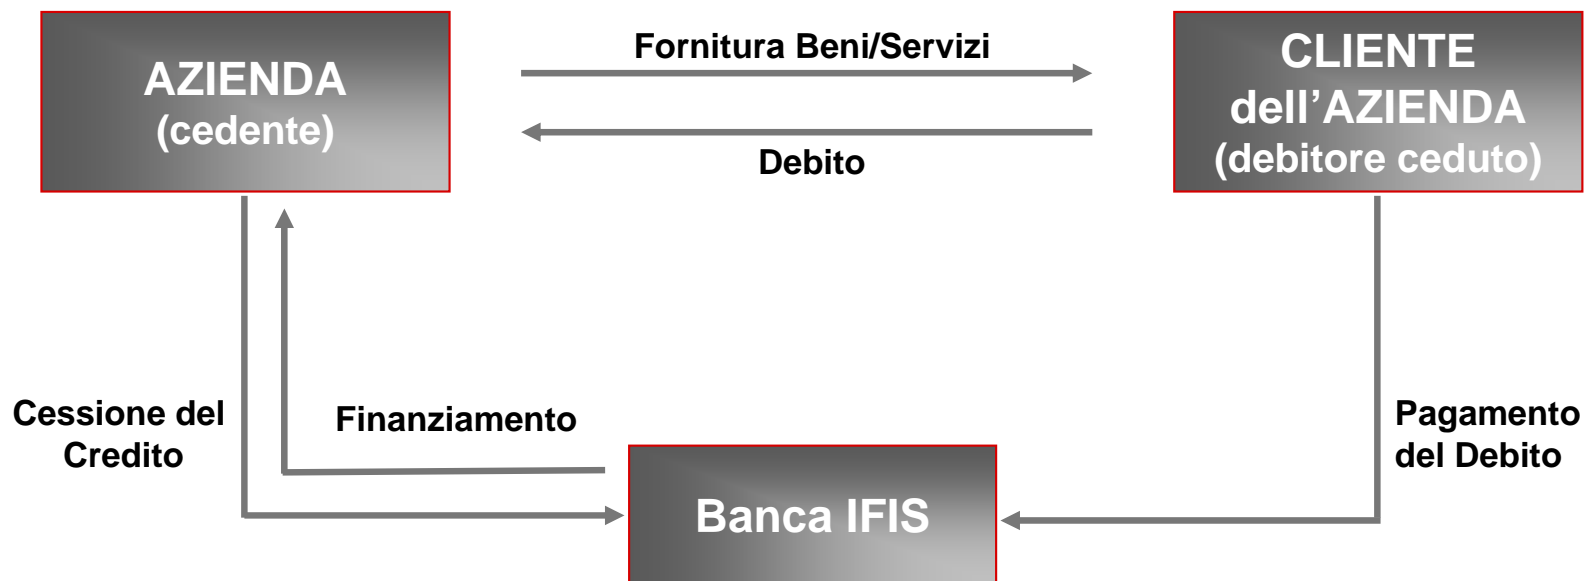 AZIENDA
(cedente)
Fornitura Beni/Servizi
Debito
CLIENTE
dell’AZIENDA
(debitore ceduto)
Cessione del
Credito
Finanziamento
Pagamento
del Debito
Banca IFIS